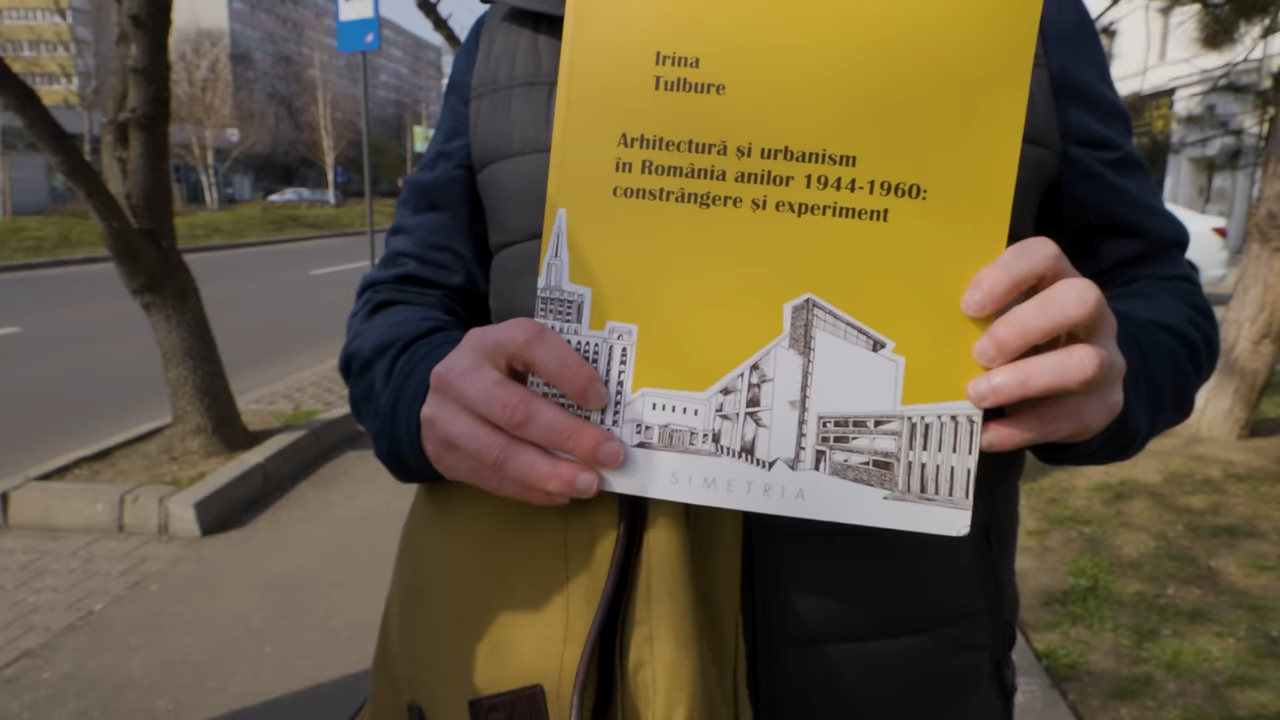 Irina
Tulbure
Arhitectură și urbanism
în România anilor 1944-1960:
constrângere și experiment
SIMETRIA